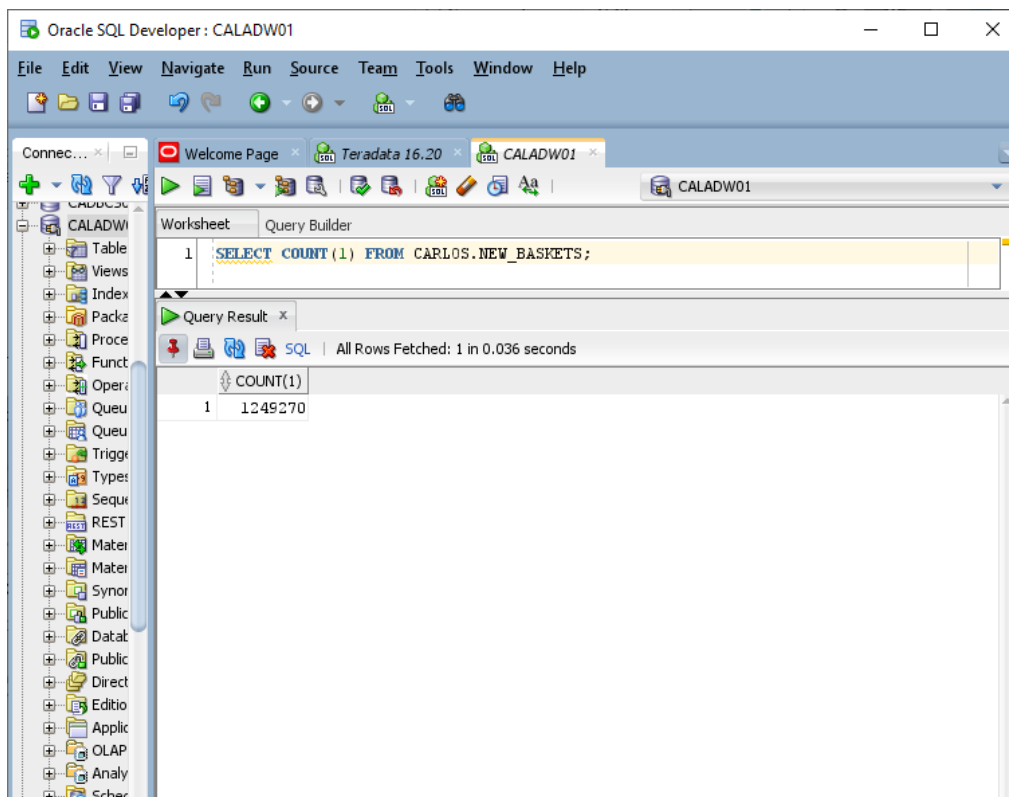 Oracle SQL Developer : CALADW01
File Edit View Navigate Run Source Team Tools Window Help
Connec...
Welcome Page
Teradata 16.20
CALADW01
CALADW01
CALADW
Table
Views
Index
Packa
Proce
Funct
Opera
Queu
Queu
Trigge
Types
Seque
REST
Mater
Mater
Synor
Public
Datab
Public
Direct
Editio
Applic
OLAP
Analy
Sched
Worksheet Query Builder
1 SELECT COUNT(1) FROM CARLOS.NEW_BASKETS;
Query Result x
SQL | All Rows Fetched: 1 in 0.036 seconds
COUNT(1)
1 1249270